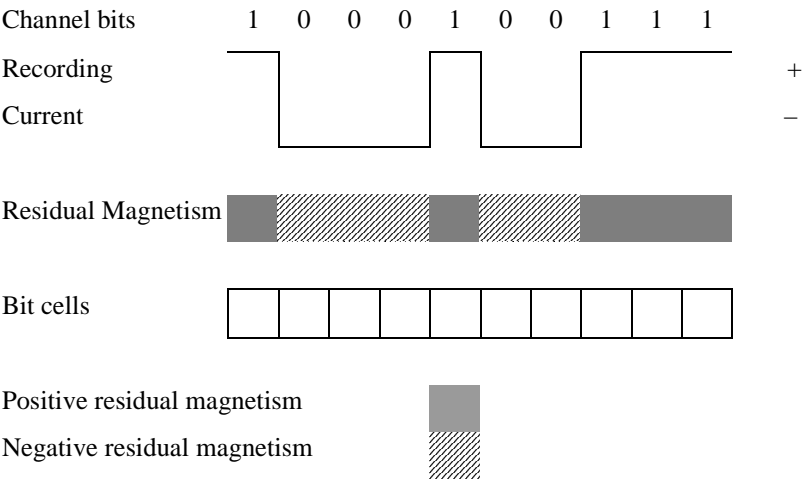 Channel bits 1 0 0 0 1 0 0 1 1 1
Recording +
Current –
Residual Magnetism
Bit cells
Positive residual magnetism
Negative residual magnetism